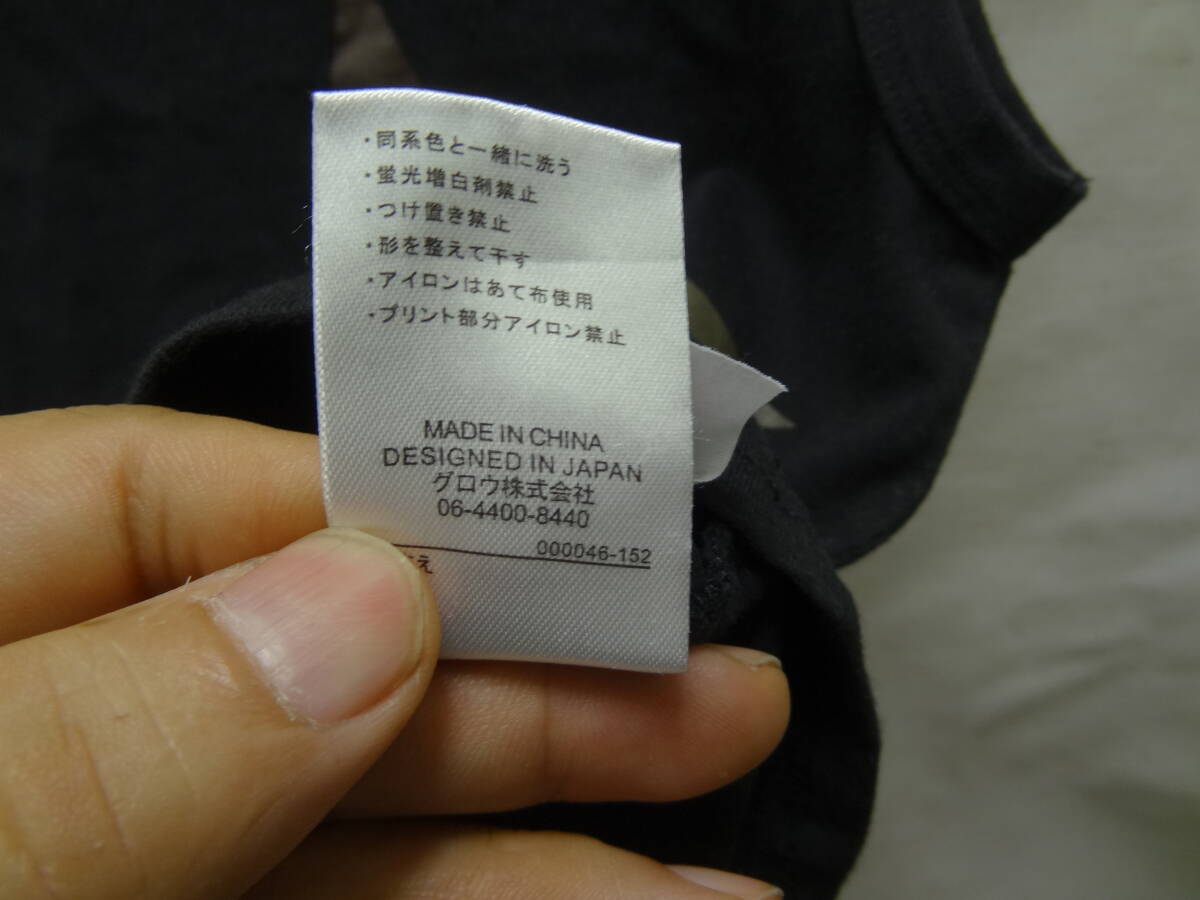 ・同系色と一緒に洗う
・蛍光増白剤禁止
・つけ置き禁止
・形を整えて干す
・アイロンはあて布使用
・プリント部分アイロン禁止
MADE IN CHINA
DESIGNED IN JAPAN
グロウ株式会社
06-4400-8440
000046-152